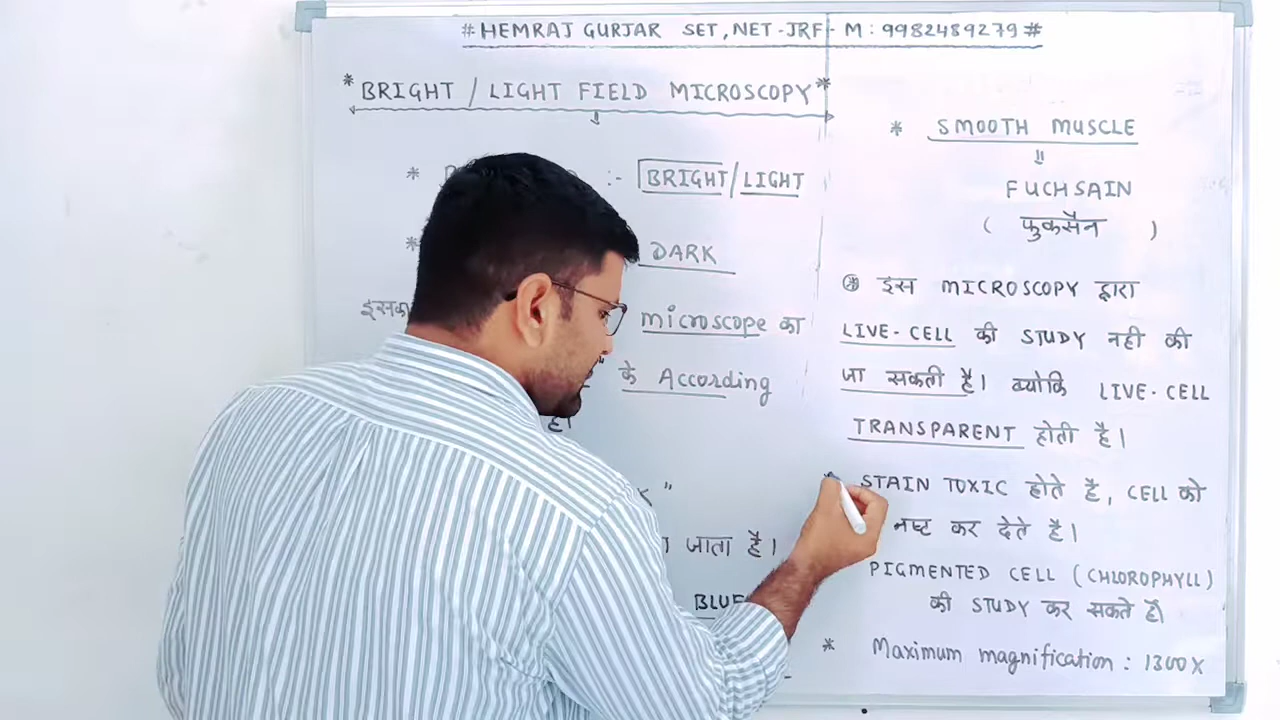 #HEMRAJ GURJAR SET, NET-JRF - M : 9982489279 #
* BRIGHT / LIGHT FIELD MICROSCOPY *
* :- BRIGHT / LIGHT
* DARK
इसका microscope का
के According
है।
"
जाता है।
BLUE
* SMOOTH MUSCLE
FUCHSAIN
( फुकसैन )
* इस MICROSCOPY द्वारा
LIVE-CELL की STUDY नही की
जा सकती है। क्योकि LIVE-CELL
TRANSPARENT होती है।
STAIN TOXIC होते है, CELL को
नष्ट कर देते है।
PIGMENTED CELL (CHLOROPHYLL)
की STUDY कर सकते है।
* Maximum magnification : 1300X